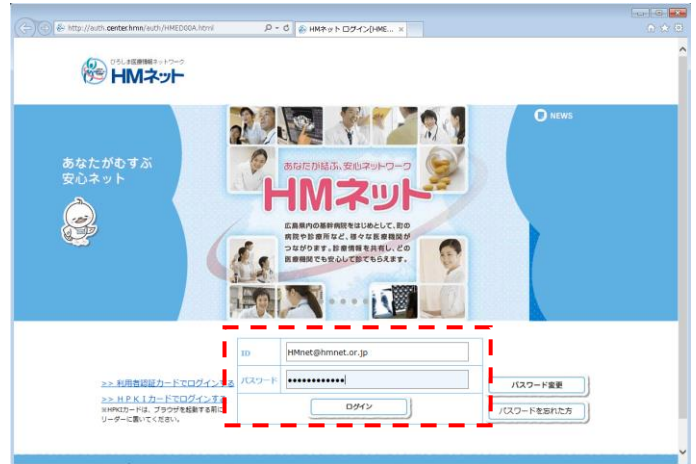 http://auth.center.hmn/auth/HMED00A.html
HMネット ログイン[HME... ×
ひろしま医療情報ネットワーク
HMネット
NEWS
あなたがむすぶ
安心ネット
あなたが結ぶ、安心ネットワーク
HMネット
広島県内の基幹病院をはじめとして、町の
病院や診療所など、様々な医療機関が
つながります。診療情報を共有し、どの
医療機関でも安心して診てもらえます。
ID
HMnet@hmnet.or.jp
>> 利用者認証カードでログインする
パスワード
●●●●●●●●●●●●
パスワード変更
>> HPKIカードでログインする
※HPKIカードは、ブラウザを起動する前に
リーダーに置いてください。
ログイン
パスワードを忘れた方